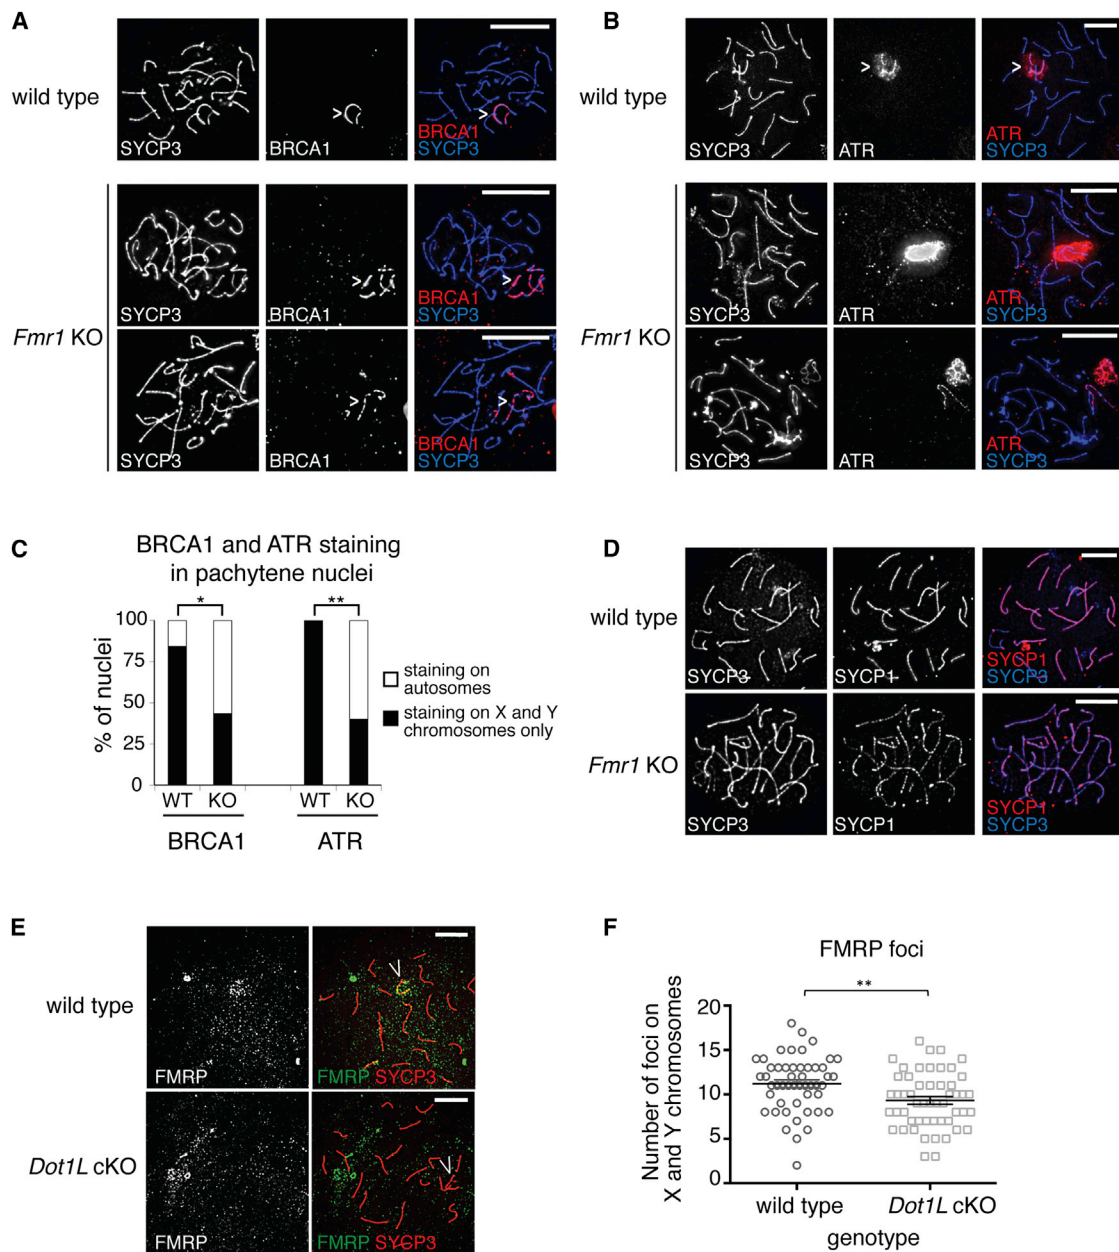 A
wild type
SYCP3
BRCA1
>
BRCA1
SYCP3
>
Fmr1 KO
SYCP3
BRCA1
>
BRCA1
SYCP3
>
SYCP3
BRCA1
>
BRCA1
SYCP3
>
B
wild type
SYCP3
ATR
>
ATR
SYCP3
>
Fmr1 KO
SYCP3
ATR
ATR
SYCP3
SYCP3
ATR
ATR
SYCP3
C
BRCA1 and ATR staining
in pachytene nuclei
* **
% of nuclei
100
75
50
25
0
WT KO WT KO
BRCA1 ATR
staining on
autosomes
staining on X and Y
chromosomes only
D
wild type
SYCP3
SYCP1
SYCP1
SYCP3
Fmr1 KO
SYCP3
SYCP1
SYCP1
SYCP3
E
wild type
FMRP
FMRP SYCP3
Dot1L cKO
FMRP
FMRP SYCP3
F
FMRP foci
**
Number of foci on
X and Y chromosomes
20
15
10
5
0
wild type Dot1L cKO
genotype